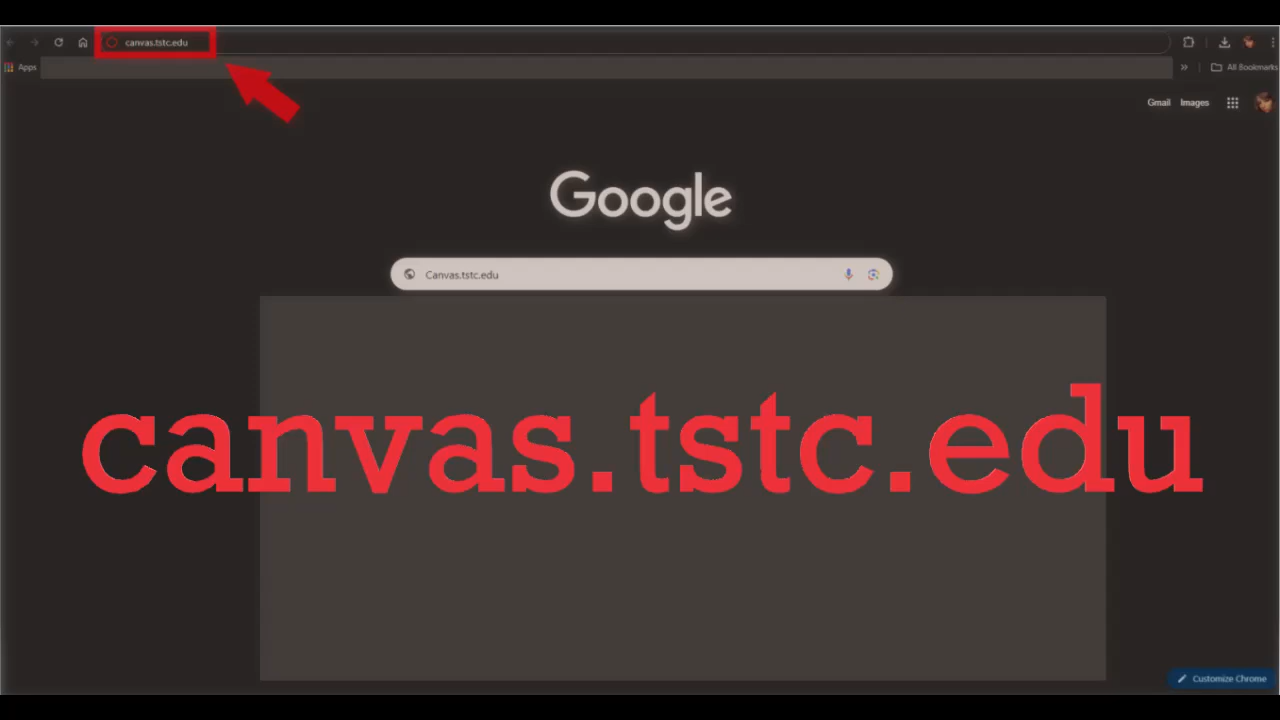 canvas.tstc.edu
Apps
» All Bookmarks
Gmail Images
Google
Canvas.tstc.edu
canvas.tstc.edu
Customize Chrome